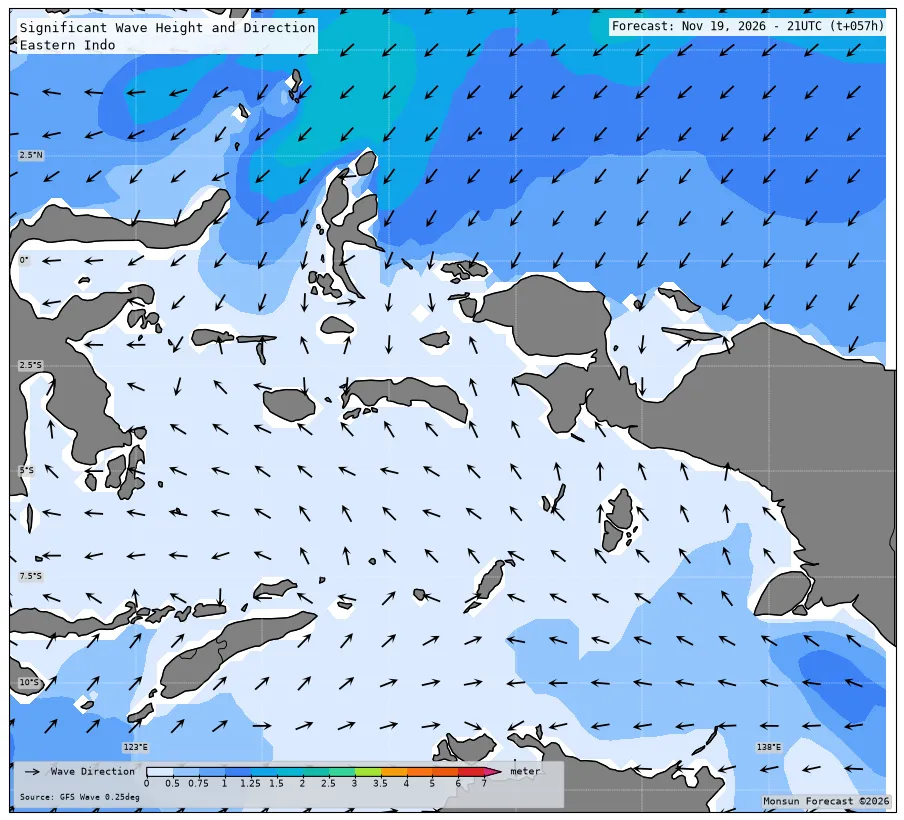 Significant Wave Height and Direction
Eastern Indo
Forecast: Nov 19, 2026 - 21UTC (t+057h)
2.5°N
0°
2.5°S
5°S
7.5°S
10°S
123°E
138°E
Wave Direction
meter
0 0.5 0.75 1 1.25 1.5 2 2.5 3 3.5 4 5 6 7
Source: GFS Wave 0.25deg
Monsun Forecast ©2026